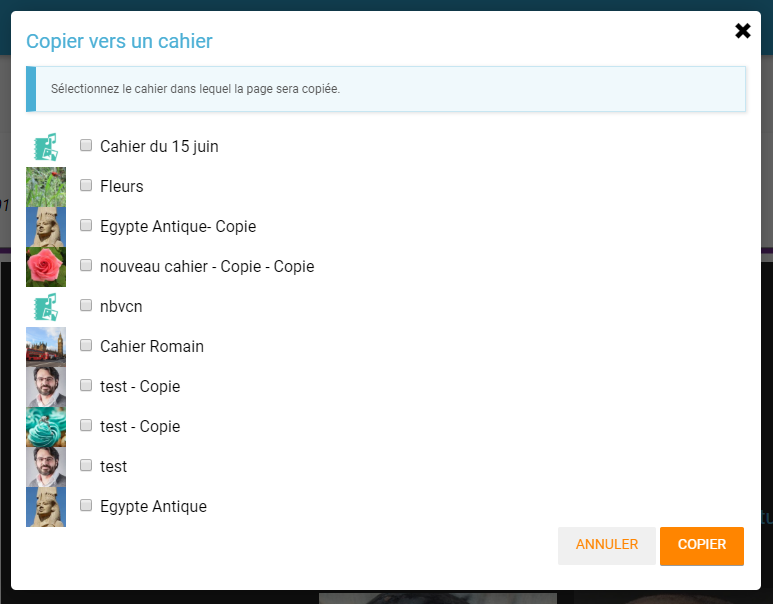 Copier vers un cahier
Sélectionnez le cahier dans lequel la page sera copiée.
Cahier du 15 juin
Fleurs
Egypte Antique- Copie
nouveau cahier - Copie - Copie
nbvcn
Cahier Romain
test - Copie
test - Copie
test
Egypte Antique
ANNULER
COPIER